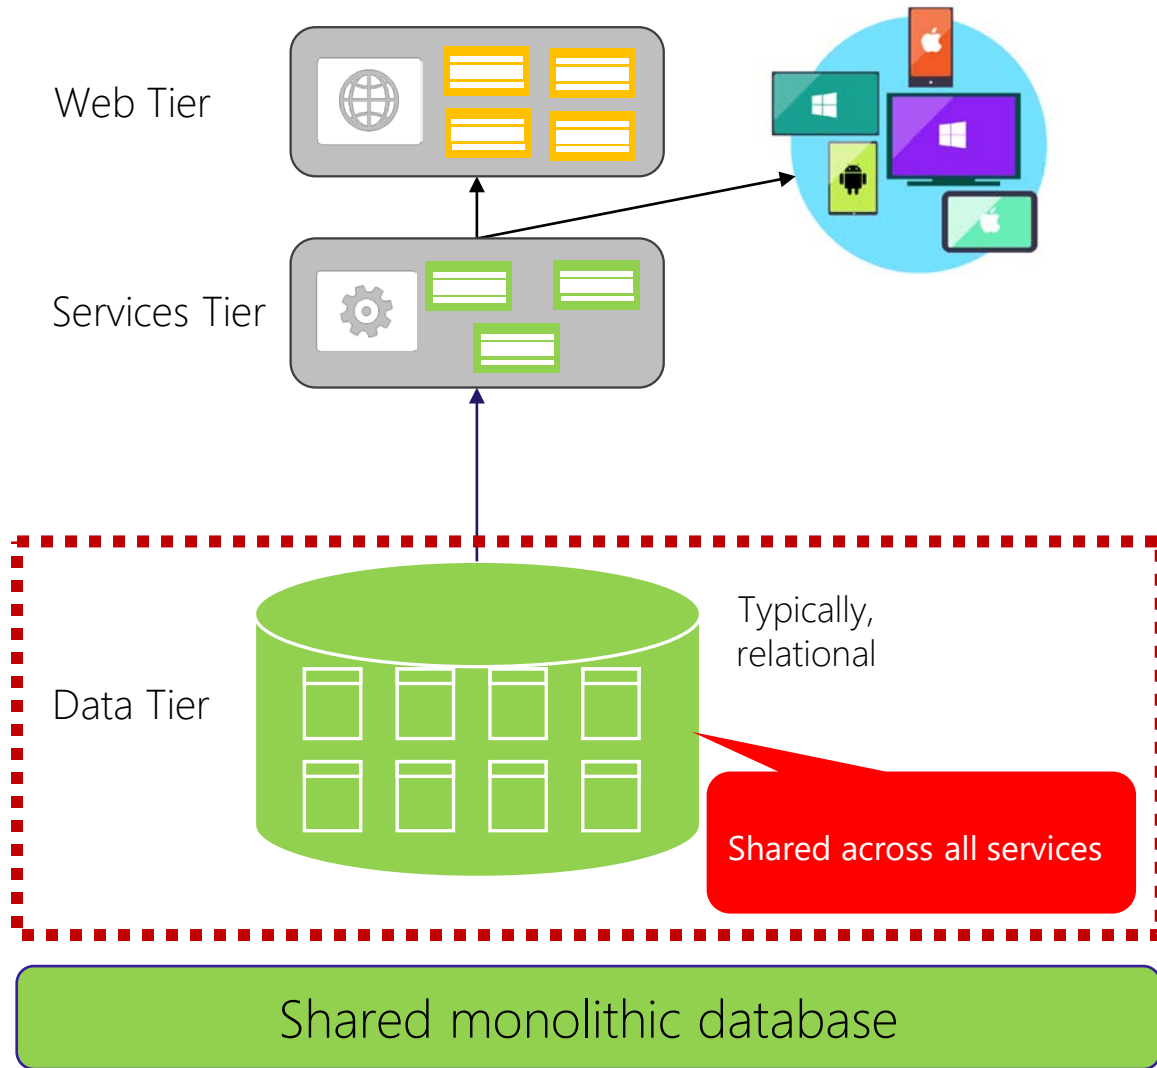 Web Tier
Services Tier
Typically,
relational
Data Tier
Shared across all services
Shared monolithic database